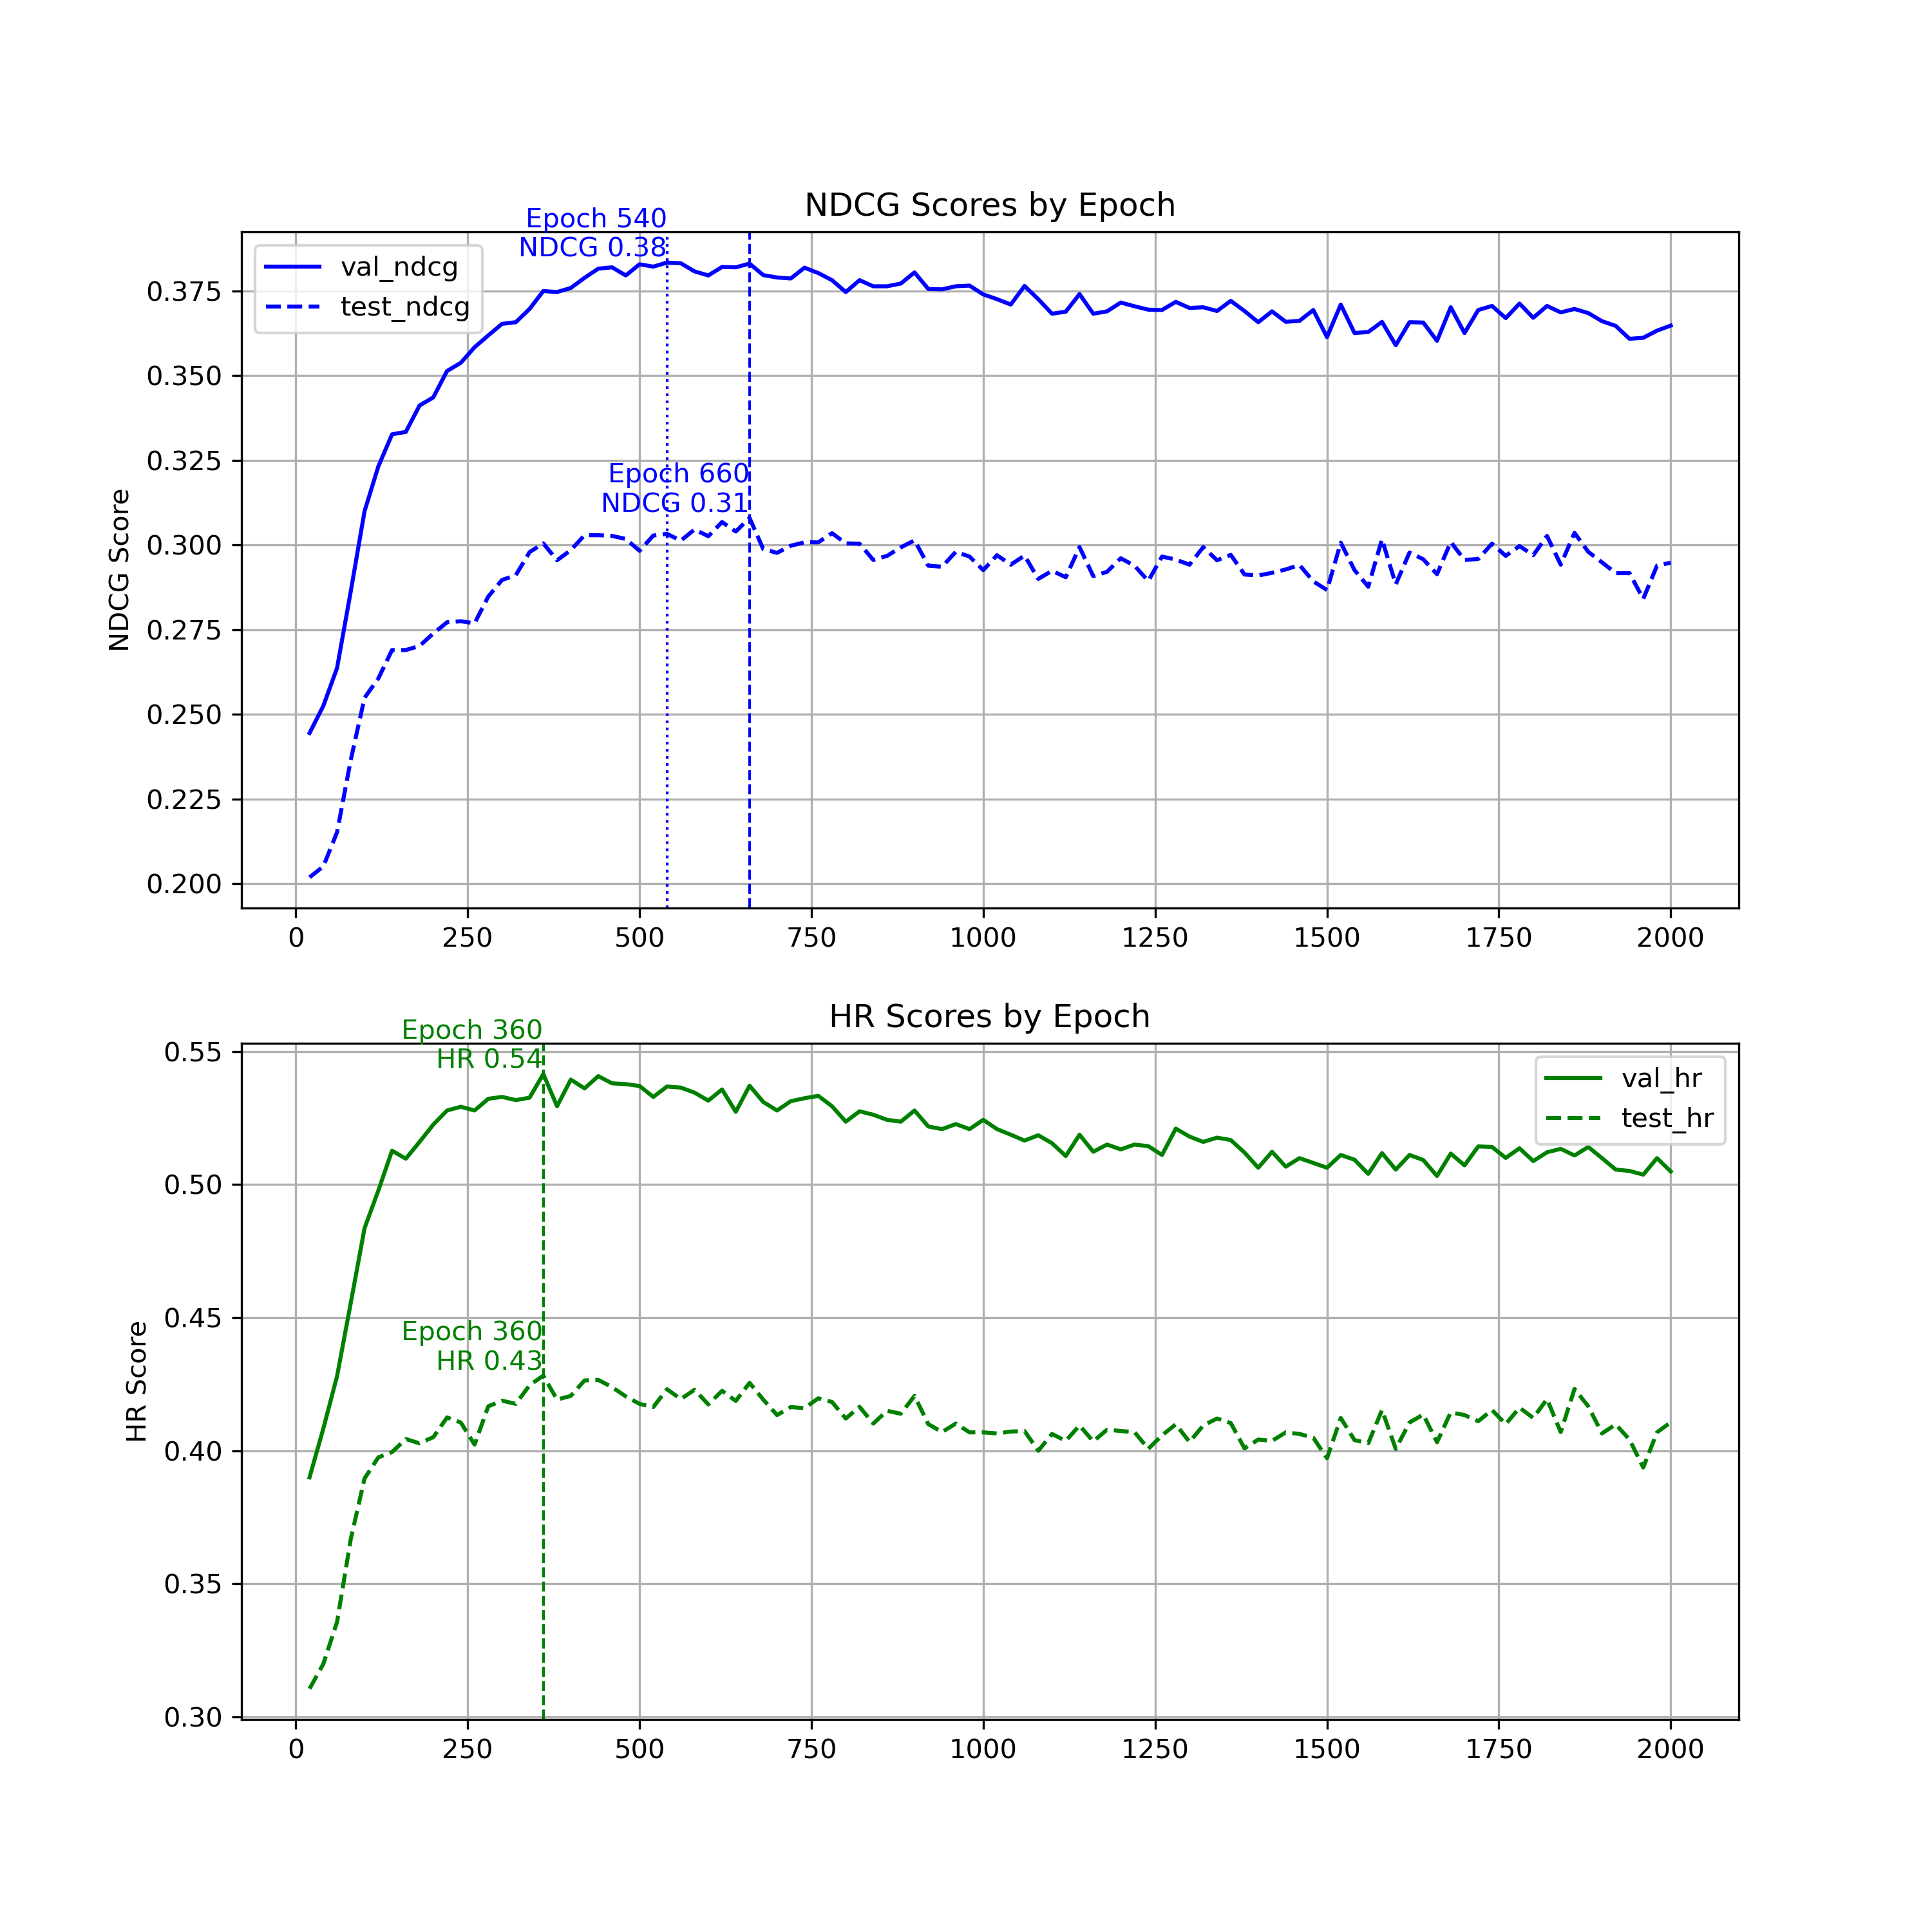 NDCG Scores by Epoch
Epoch 540
NDCG 0.38
val_ndcg
test_ndcg
Epoch 660
NDCG 0.31
NDCG Score
0.375
0.350
0.325
0.300
0.275
0.250
0.225
0.200
0 250 500 750 1000 1250 1500 1750 2000
HR Scores by Epoch
Epoch 360
HR 0.54
val_hr
test_hr
Epoch 360
HR 0.43
HR Score
0.55
0.50
0.45
0.40
0.35
0.30
0 250 500 750 1000 1250 1500 1750 2000